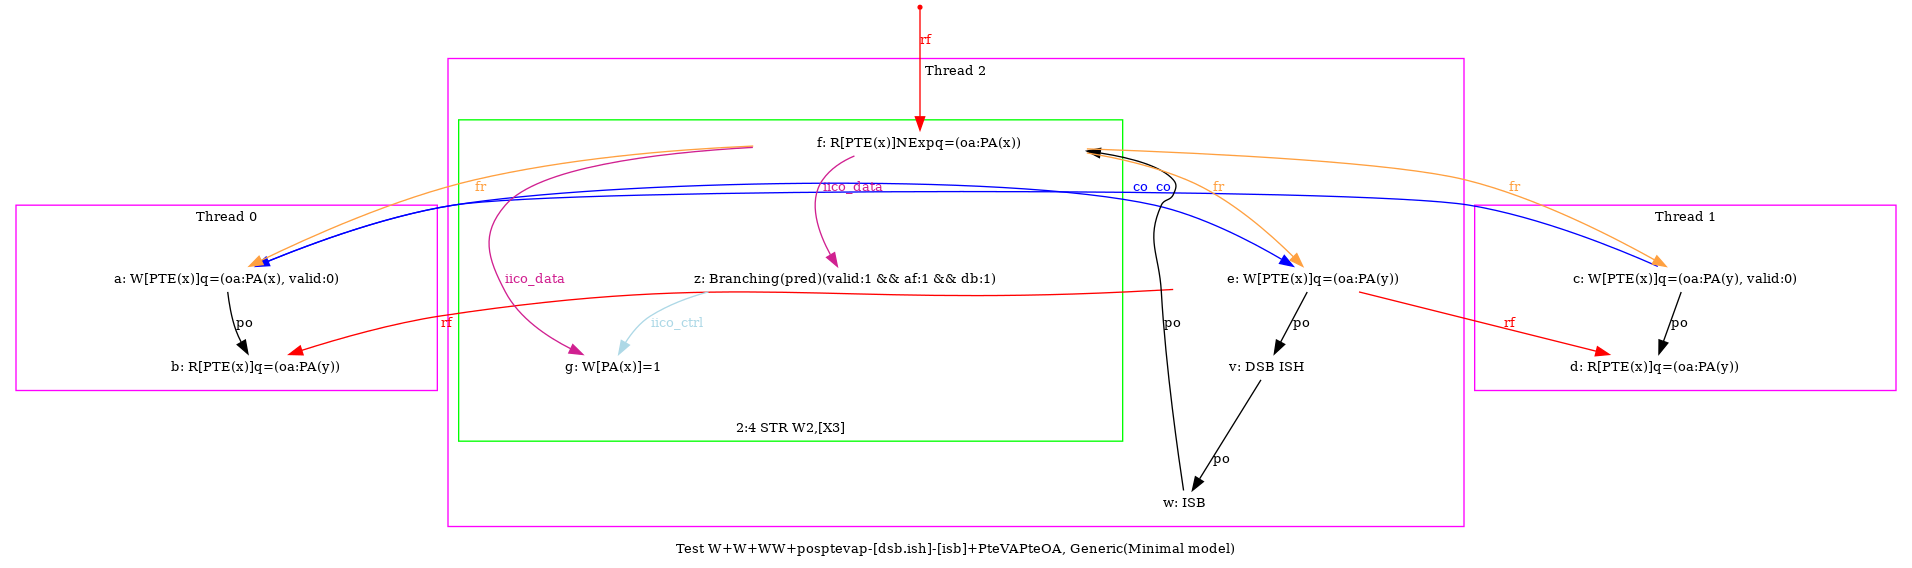 rf
Thread 2
f: R[PTE(x)]NExpq=(oa:PA(x))
fr
iico_data
co
co
fr
fr
Thread 0
Thread 1
a: W[PTE(x)]q=(oa:PA(x), valid:0)
iico_data
z: Branching(pred)(valid:1 && af:1 && db:1)
e: W[PTE(x)]q=(oa:PA(y))
c: W[PTE(x)]q=(oa:PA(y), valid:0)
po
rf
iico_ctrl
po
po
rf
po
b: R[PTE(x)]q=(oa:PA(y))
g: W[PA(x)]=1
v: DSB ISH
d: R[PTE(x)]q=(oa:PA(y))
2:4 STR W2,[X3]
po
w: ISB
Test W+W+WW+posptevap-[dsb.ish]-[isb]+PteVAPteOA, Generic(Minimal model)